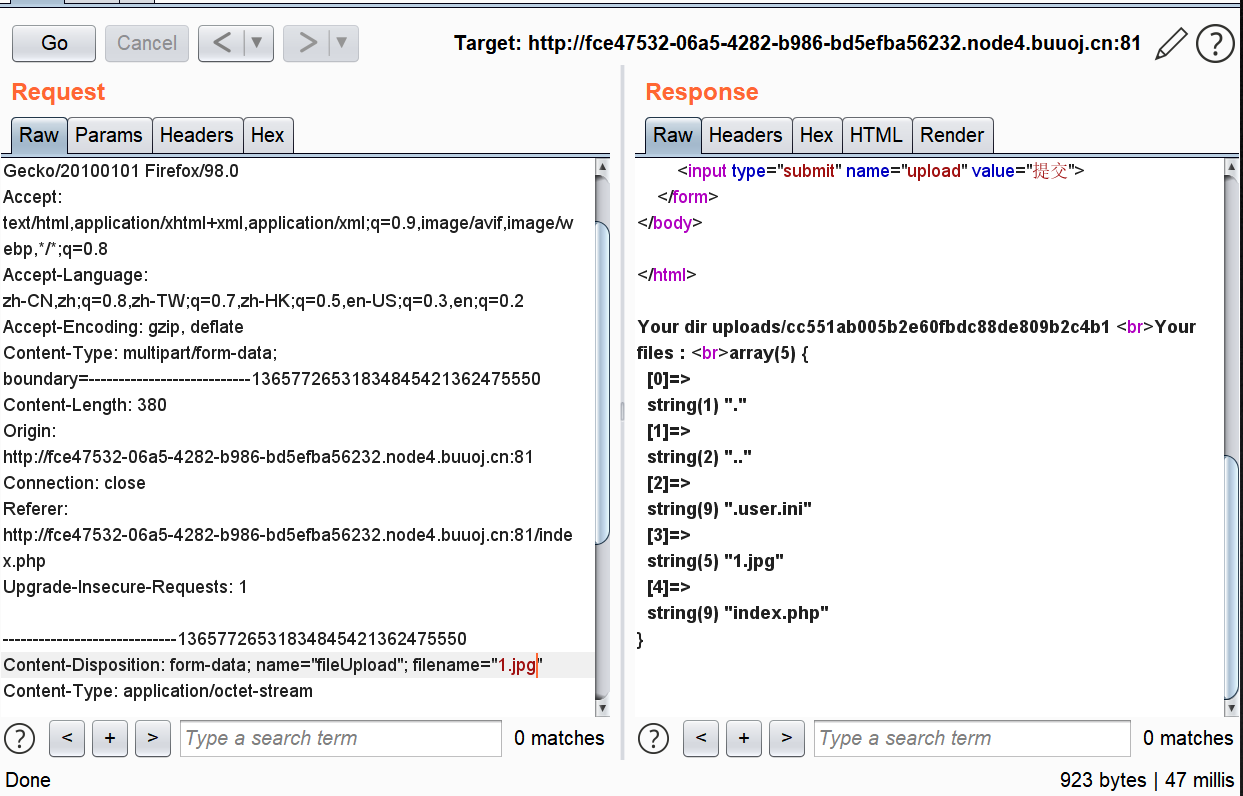 Go
Cancel
<
>
Target: http://fce47532-06a5-4282-b986-bd5efba56232.node4.buuoj.cn:81
?
Request
Raw
Params
Headers
Hex
Gecko/20100101 Firefox/98.0
Accept:
text/html,application/xhtml+xml,application/xml;q=0.9,image/avif,image/w
ebp,*/*;q=0.8
Accept-Language:
zh-CN,zh;q=0.8,zh-TW;q=0.7,zh-HK;q=0.5,en-US;q=0.3,en;q=0.2
Accept-Encoding: gzip, deflate
Content-Type: multipart/form-data;
boundary=---------------------------13657726531834845421362475550
Content-Length: 380
Origin:
http://fce47532-06a5-4282-b986-bd5efba56232.node4.buuoj.cn:81
Connection: close
Referer:
http://fce47532-06a5-4282-b986-bd5efba56232.node4.buuoj.cn:81/inde
x.php
Upgrade-Insecure-Requests: 1
-----------------------------13657726531834845421362475550
Content-Disposition: form-data; name="fileUpload"; filename="1.jpg"
Content-Type: application/octet-stream
?
<
+
>
Type a search term
0 matches
Response
Raw
Headers
Hex
HTML
Render
<input type="submit" name="upload" value="提交">
</form>
</body>
</html>
Your dir uploads/cc551ab005b2e60fbdc88de809b2c4b1 <br>Your
files : <br>array(5) {
[0]=>
string(1) "."
[1]=>
string(2) ".."
[2]=>
string(9) ".user.ini"
[3]=>
string(5) "1.jpg"
[4]=>
string(9) "index.php"
}
?
<
+
>
Type a search term
0 matches
Done
923 bytes | 47 millis